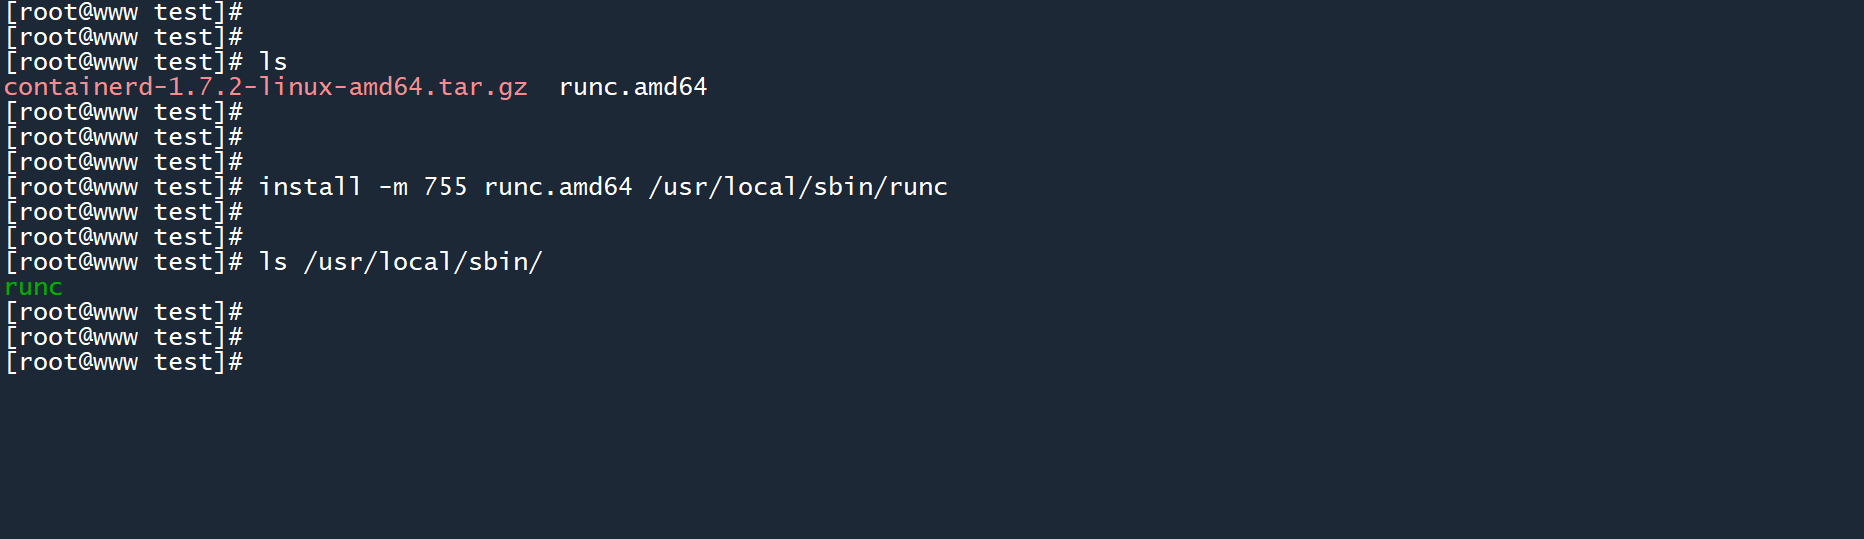 [root@www test]#
[root@www test]#
[root@www test]# ls
containerd-1.7.2-linux-amd64.tar.gz  runc.amd64
[root@www test]#
[root@www test]#
[root@www test]#
[root@www test]# install -m 755 runc.amd64 /usr/local/sbin/runc
[root@www test]#
[root@www test]#
[root@www test]# ls /usr/local/sbin/
runc
[root@www test]#
[root@www test]#
[root@www test]#